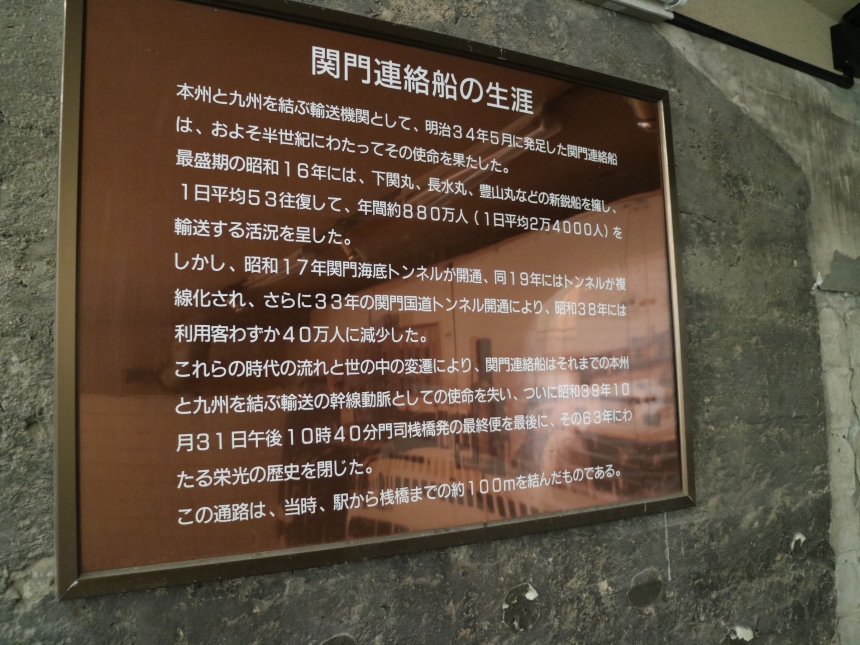 関門連絡船の生涯
本州と九州を結ぶ輸送機関として、明治34年5月に発足した関門連絡船
は、およそ半世紀にわたってその使命を果たした。
最盛期の昭和16年には、下関丸、長水丸、豊山丸などの新鋭船を擁し、
1日平均53往復して、年間約880万人(1日平均2万4000人)を
輸送する活況を呈した。
しかし、昭和17年関門海底トンネルが開通、同19年にはトンネルが複
線化され、さらに33年の関門国道トンネル開通により、昭和38年には
利用客わずか40万人に減少した。
これらの時代の流れと世の中の変遷により、関門連絡船はそれまでの本州
と九州を結ぶ輸送の幹線動脈としての使命を失い、ついに昭和39年10
月31日午後10時40分門司桟橋発の最終便を最後に、その63年にわ
たる栄光の歴史を閉じた。
この通路は、当時、駅から桟橋までの約100mを結んだものである。